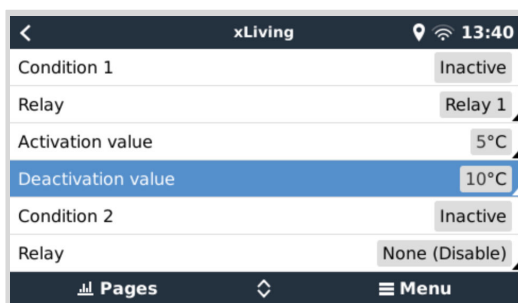 xLiving 13:40
Condition 1 Inactive
Relay Relay 1
Activation value 5°C
Deactivation value 10°C
Condition 2 Inactive
Relay None (Disable)
Pages Menu